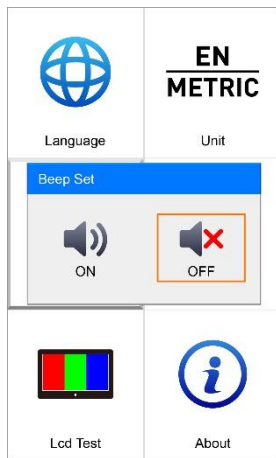 EN
METRIC
Language
Unit
Beep Set
ON
OFF
Lcd Test
About